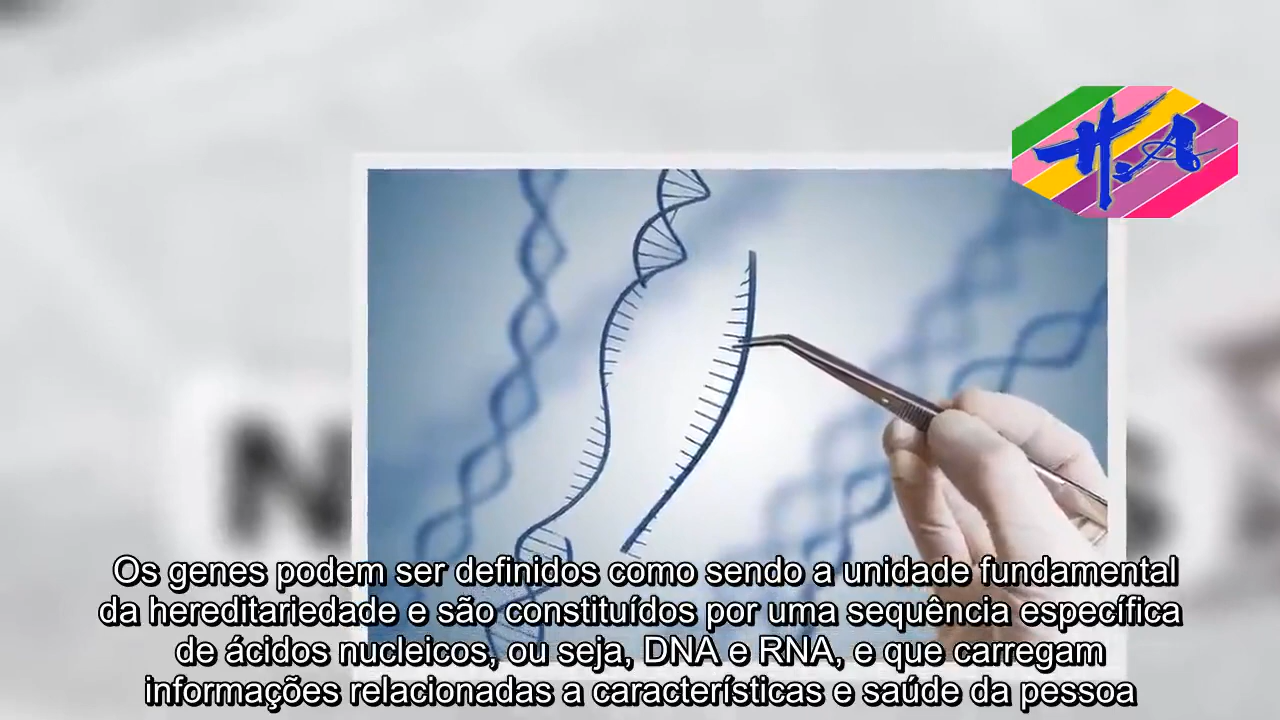 H.A
Os genes podem ser definidos como sendo a unidade fundamental
da hereditariedade e são constituídos por uma sequência específica
de ácidos nucleicos, ou seja, DNA e RNA, e que carregam
informações relacionadas a características e saúde da pessoa